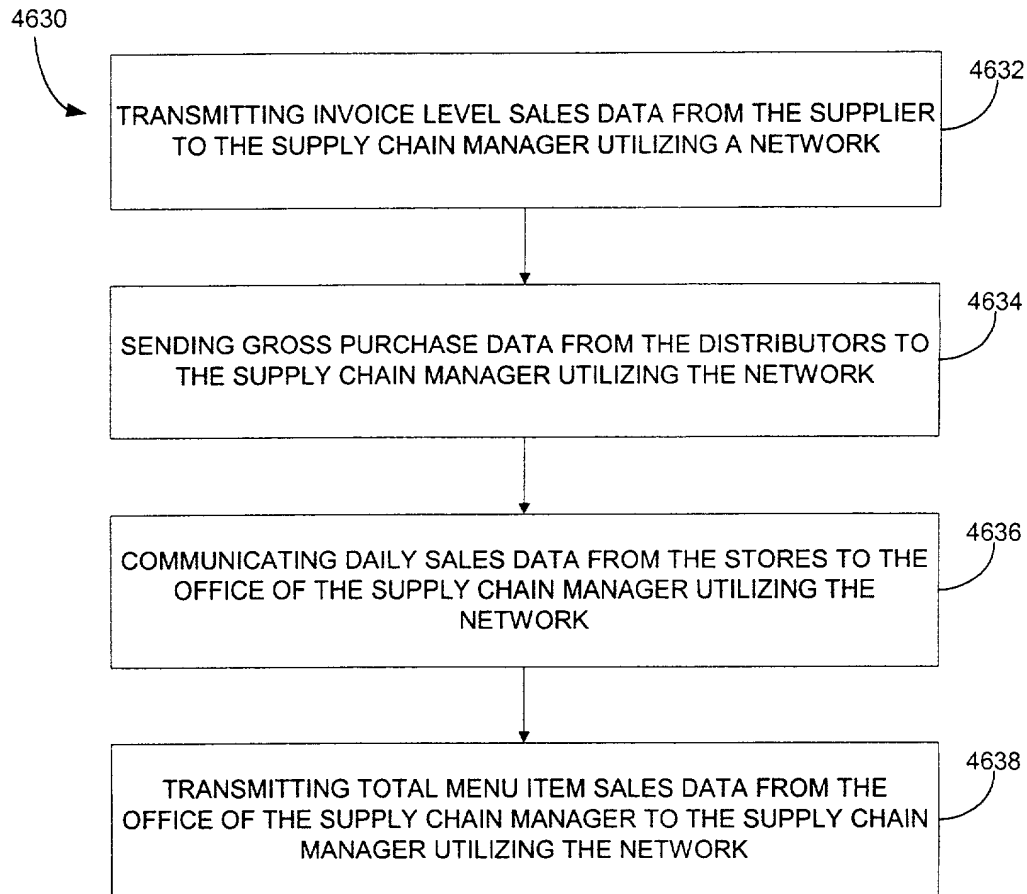 4630
4632
TRANSMITTING INVOICE LEVEL SALES DATA FROM THE SUPPLIER
TO THE SUPPLY CHAIN MANAGER UTILIZING A NETWORK
4634
SENDING GROSS PURCHASE DATA FROM THE DISTRIBUTORS TO
THE SUPPLY CHAIN MANAGER UTILIZING THE NETWORK
4636
COMMUNICATING DAILY SALES DATA FROM THE STORES TO THE
OFFICE OF THE SUPPLY CHAIN MANAGER UTILIZING THE
NETWORK
4638
TRANSMITTING TOTAL MENU ITEM SALES DATA FROM THE
OFFICE OF THE SUPPLY CHAIN MANAGER TO THE SUPPLY CHAIN
MANAGER UTILIZING THE NETWORK